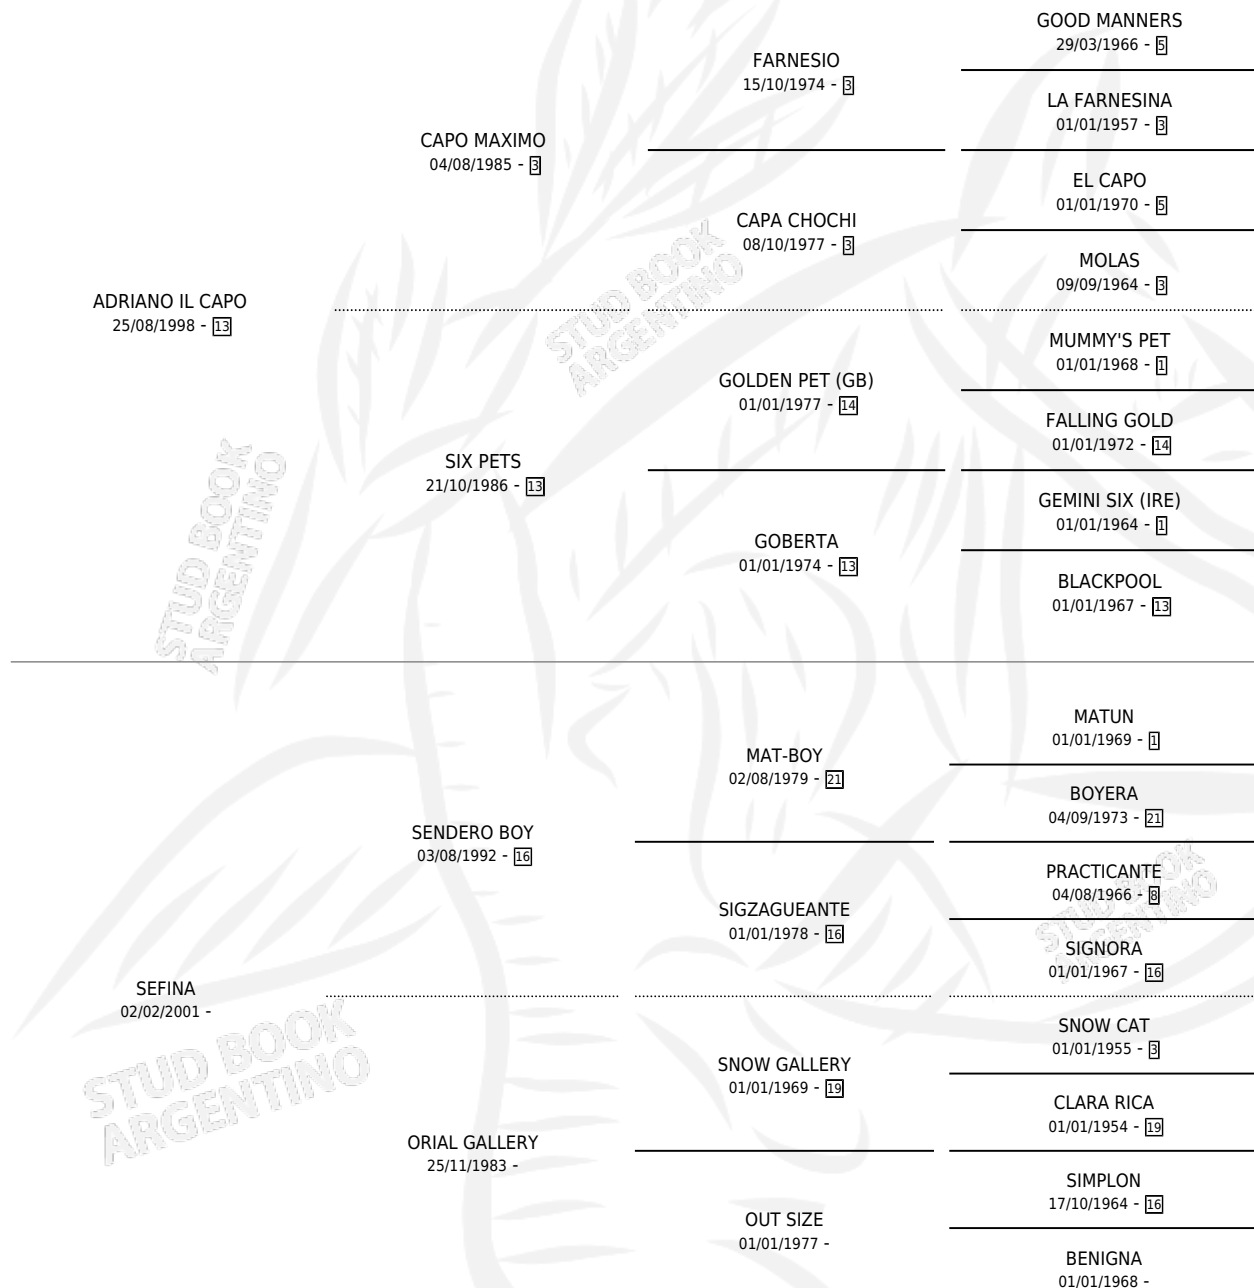 GOOD MANNERS
29/03/1966 - 5
FARNESIO
15/10/1974 - 3
LA FARNESINA
01/01/1957 - 3
CAPO MAXIMO
04/08/1985 - 3
EL CAPO
01/01/1970 - 5
CAPA CHOCHI
08/10/1977 - 3
MOLAS
09/09/1964 - 3
ADRIANO IL CAPO
25/08/1998 - 13
MUMMY'S PET
01/01/1968 - 1
GOLDEN PET (GB)
01/01/1977 - 14
FALLING GOLD
01/01/1972 - 14
SIX PETS
21/10/1986 - 13
GEMINI SIX (IRE)
01/01/1964 - 1
GOBERTA
01/01/1974 - 13
BLACKPOOL
01/01/1967 - 13
MATUN
01/01/1969 - 1
MAT-BOY
02/08/1979 - 21
BOYERA
04/09/1973 - 21
SENDERO BOY
03/08/1992 - 16
PRACTICANTE
04/08/1966 - 8
SIGZAGUEANTE
01/01/1978 - 16
SIGNORA
01/01/1967 - 16
SEFINA
02/02/2001 -
SNOW CAT
01/01/1955 - 3
SNOW GALLERY
01/01/1969 - 19
CLARA RICA
01/01/1954 - 19
ORIAL GALLERY
25/11/1983 -
SIMPLON
17/10/1964 - 16
OUT SIZE
01/01/1977 -
BENIGNA
01/01/1968 -
STUD BOOK
ARGENTINO
STUD BOOK
ARGENTINO
STUD BOOK
ARGENTINO
STUD BOOK
ARGENTINO